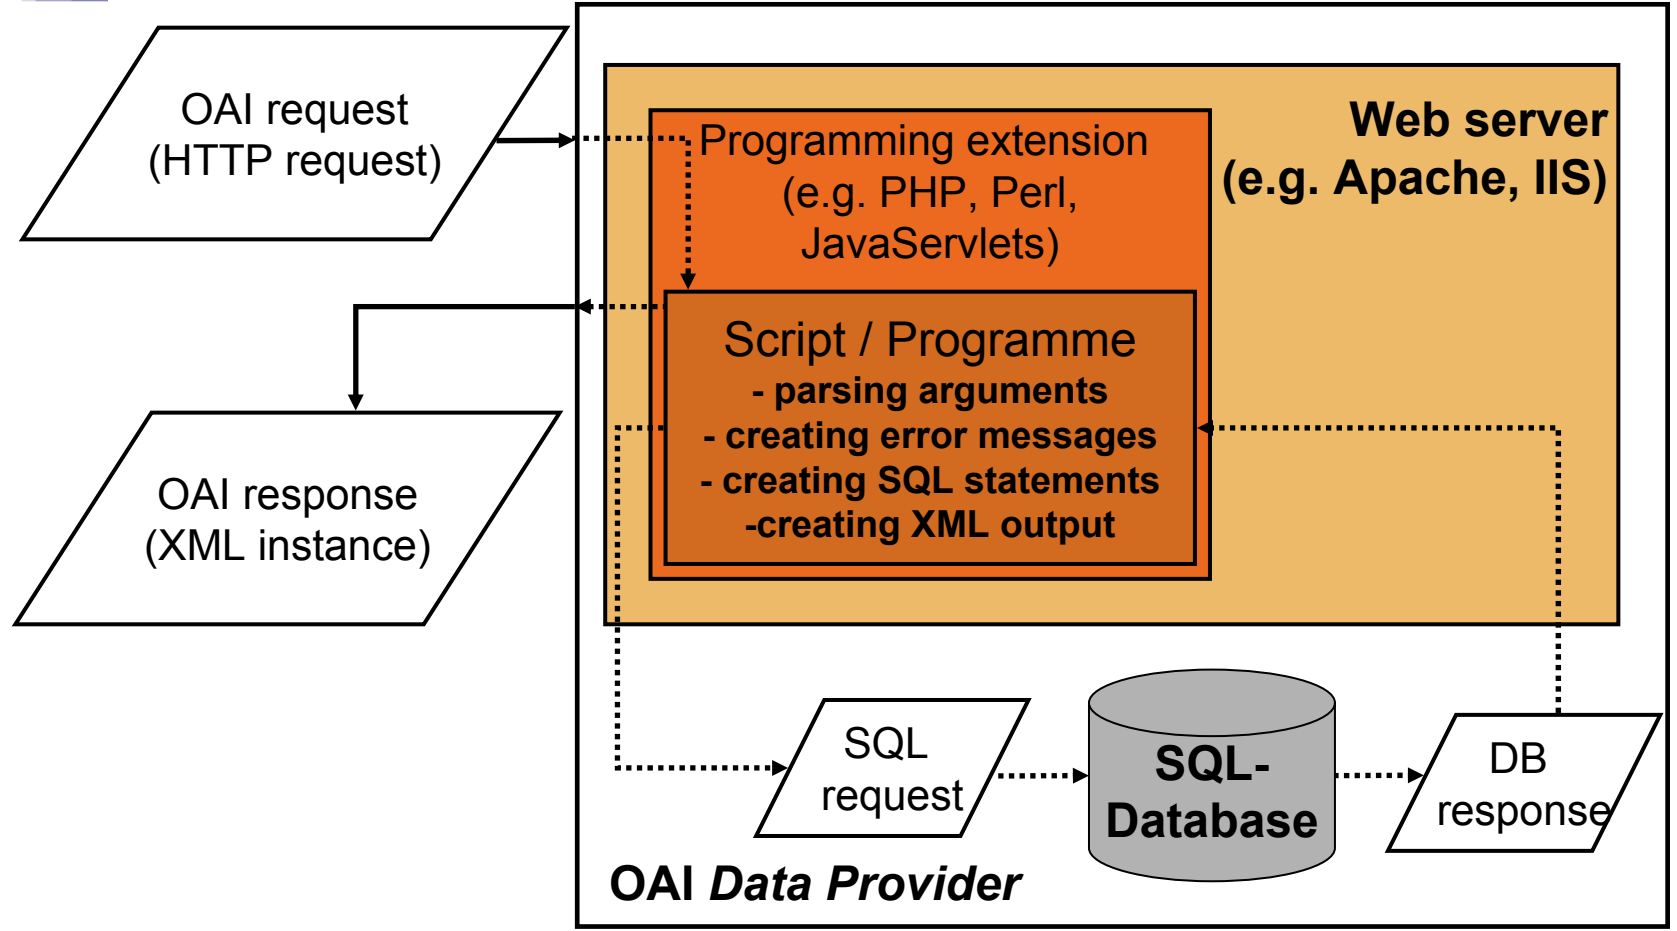 OAI request
(HTTP request)
Web server
(e.g. Apache, IIS)
Programming extension
(e.g. PHP, Perl,
JavaServlets)
Script / Programme
- parsing arguments
- creating error messages
- creating SQL statements
-creating XML output
OAI response
(XML instance)
SQL
request
SQL-
Database
DB
response
OAI Data Provider